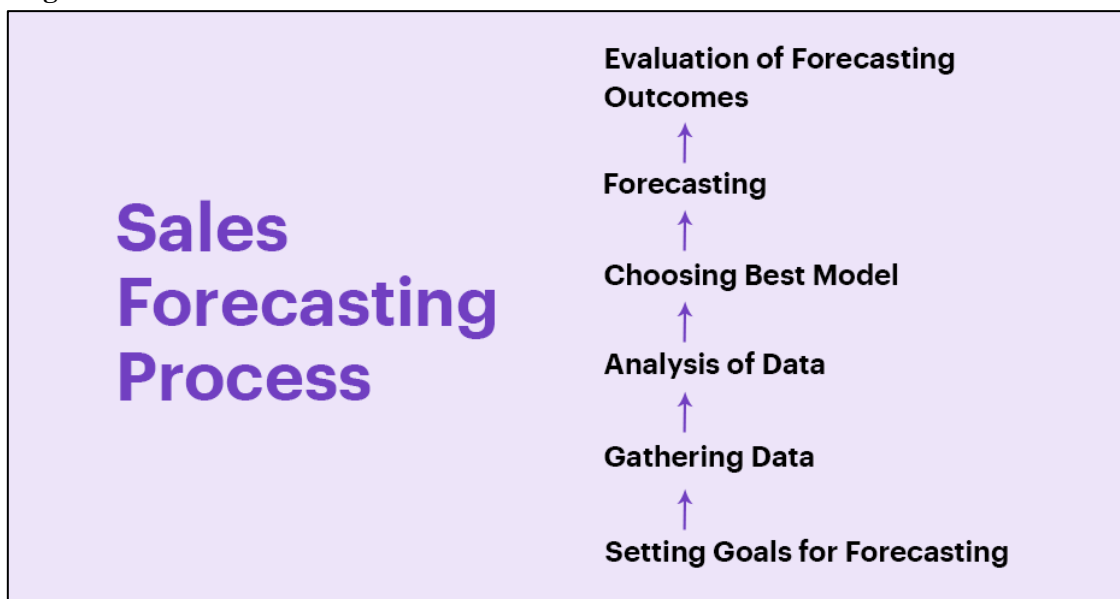 Sales
Forecasting
Process
Evaluation of Forecasting
Outcomes
Forecasting
Choosing Best Model
Analysis of Data
Gathering Data
Setting Goals for Forecasting